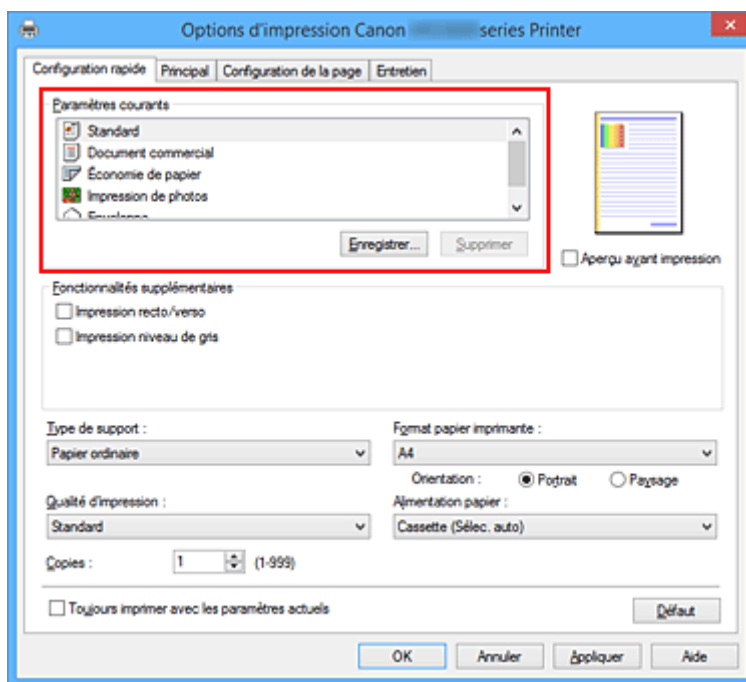 Options d'impression Canon series Printer
Configuration rapide Principal Configuration de la page Entretien
Paramètres courants
Standard
Document commercial
Économie de papier
Impression de photos
Enregistrer... Supprimer
Aperçu avant impression
Fonctionnalités supplémentaires
Impression recto/verso
Impression niveau de gris
Type de support :
Papier ordinaire
Format papier imprimante :
A4
Orientation : Portrait Paysage
Qualité d'impression :
Standard
Alimentation papier :
Cassette (Sélec. auto)
Copies : 1 (1-999)
Toujours imprimer avec les paramètres actuels
Défaut
OK Annuler Appliquer Aide